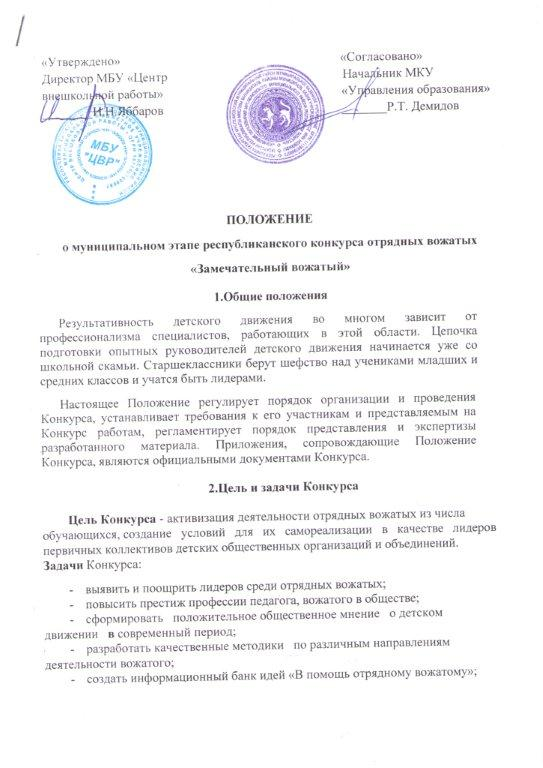 «Утверждено»
Директор МБУ «Центр
внешкольной работы»
И.Н.Яббаров
МБУ
"ЦВР"
«Согласовано»
Начальник МКУ
«Управления образования»
Р.Т. Демидов
ПОЛОЖЕНИЕ
о муниципальном этапе республиканского конкурса отрядных вожатых
«Замечательный вожатый»
1.Общие положения
Результативность детского движения во многом зависит от
профессионализма специалистов, работающих в этой области. Цепочка
подготовки опытных руководителей детского движения начинается уже со
школьной скамьи. Старшеклассники берут шефство над учениками младших и
средних классов и учатся быть лидерами.
Настоящее Положение регулирует порядок организации и проведения
Конкурса, устанавливает требования к его участникам и представляемым на
Конкурс работам, регламентирует порядок представления и экспертизы
разработанного материала. Приложения, сопровождающие Положение
Конкурса, являются официальными документами Конкурса.
2.Цель и задачи Конкурса
Цель Конкурса - активизация деятельности отрядных вожатых из числа
обучающихся, создание условий для их самореализации в качестве лидеров
первичных коллективов детских общественных организаций и объединений.
Задачи Конкурса:
- выявить и поощрить лидеров среди отрядных вожатых;
- повысить престиж профессии педагога, вожатого в обществе;
- сформировать положительное общественное мнение о детском
движении в современный период;
- разработать качественные методики по различным направлениям
деятельности вожатого;
- создать информационный банк идей «В помощь отрядному вожатому»;